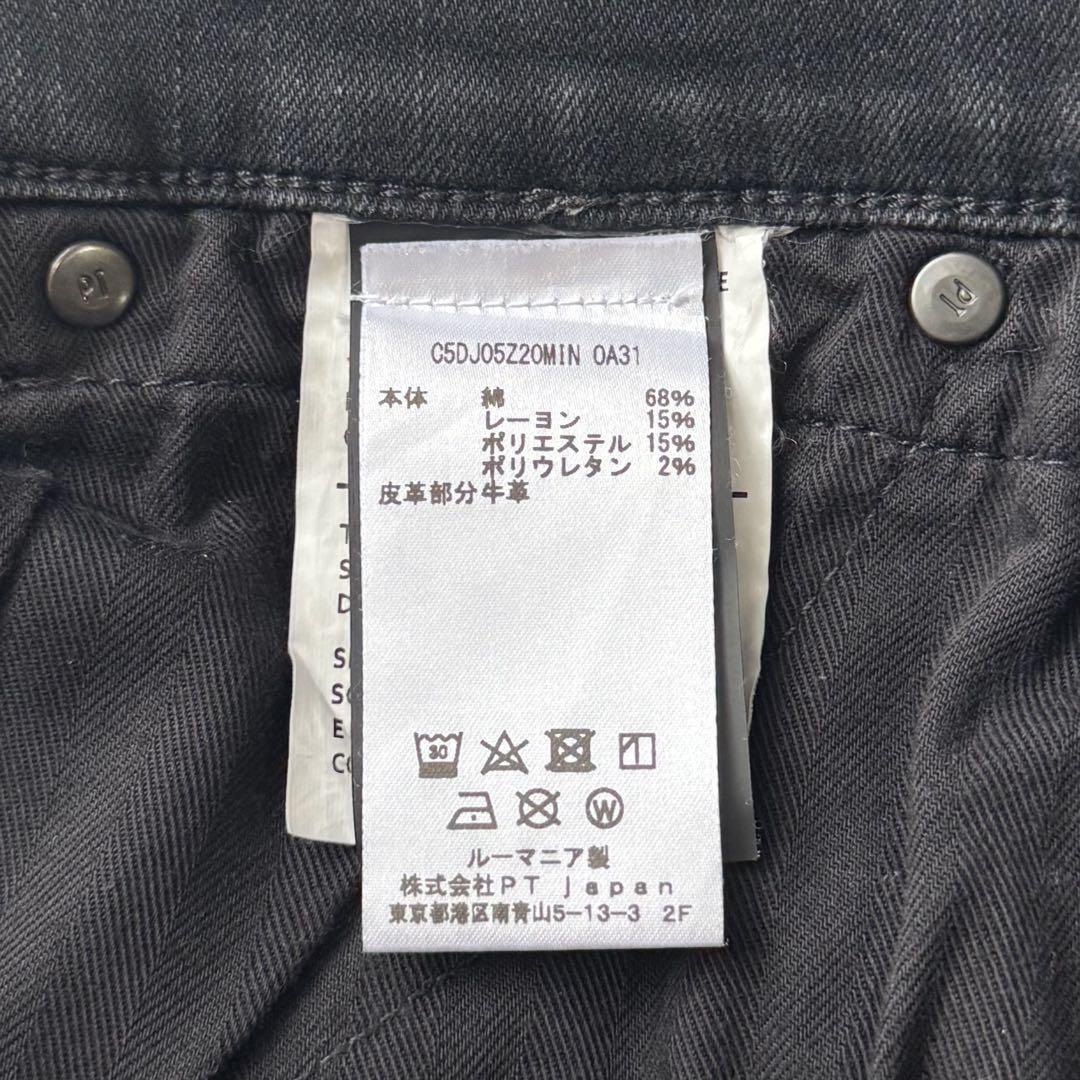 C5DJ05Z20MIN 0A31
本体 綿 68%
レーヨン 15%
ポリエステル 15%
ポリウレタン 2%
皮革部分牛革
30
W
ルーマニア製
株式会社PT japan
東京都港区南青山5-13-3 2F